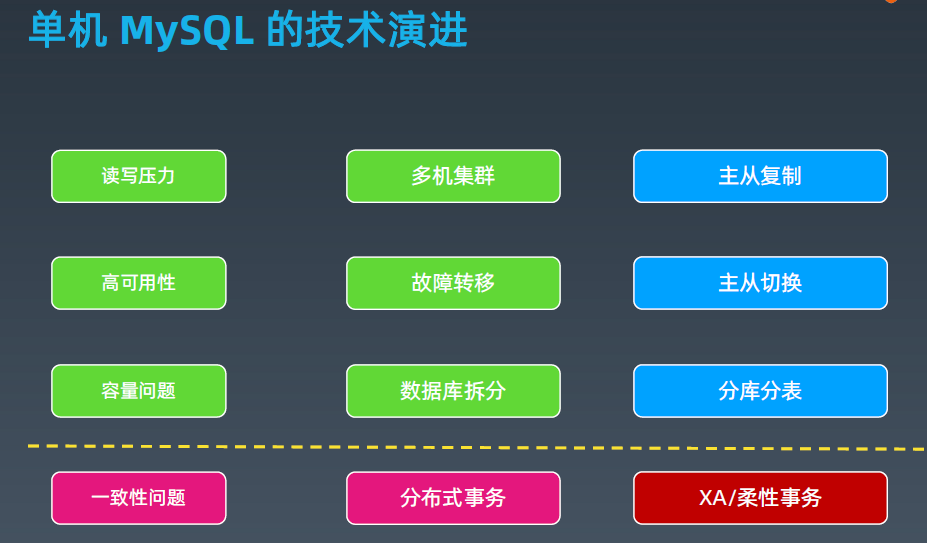 单机 MySQL 的技术演进
读写压力 多机集群 主从复制
高可用性 故障转移 主从切换
容量问题 数据库拆分 分库分表
一致性问题 分布式事务 XA/柔性事务